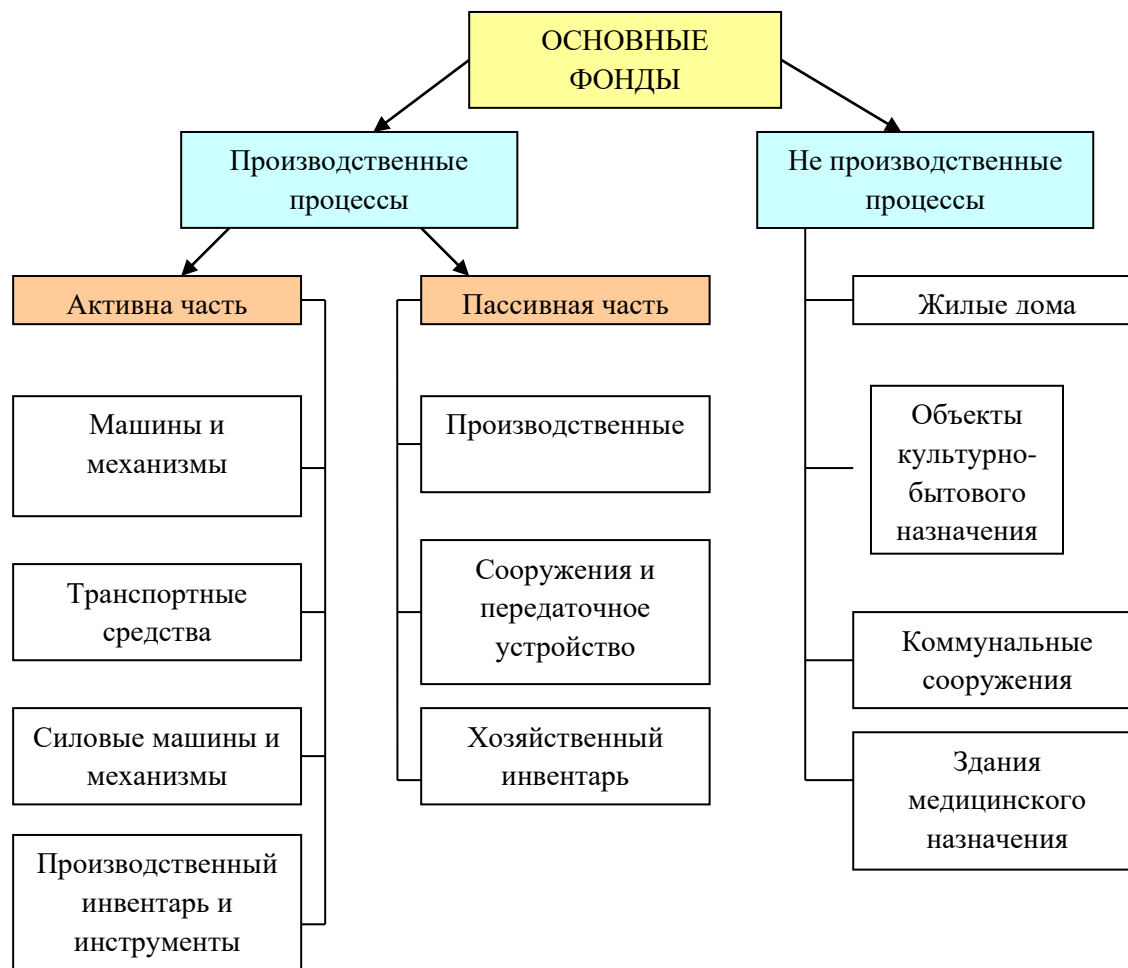 ОСНОВНЫЕ
ФОНДЫ
Производственные
процессы
Не производственные
процессы
Активна часть
Пассивная часть
Жилые дома
Машины и
механизмы
Производственные
Объекты
культурно-
бытового
назначения
Транспортные
средства
Сооружения и
передаточное
устройство
Коммунальные
сооружения
Силовые машины и
механизмы
Хозяйственный
инвентарь
Здания
медицинского
назначения
Производственный
инвентарь и
инструменты